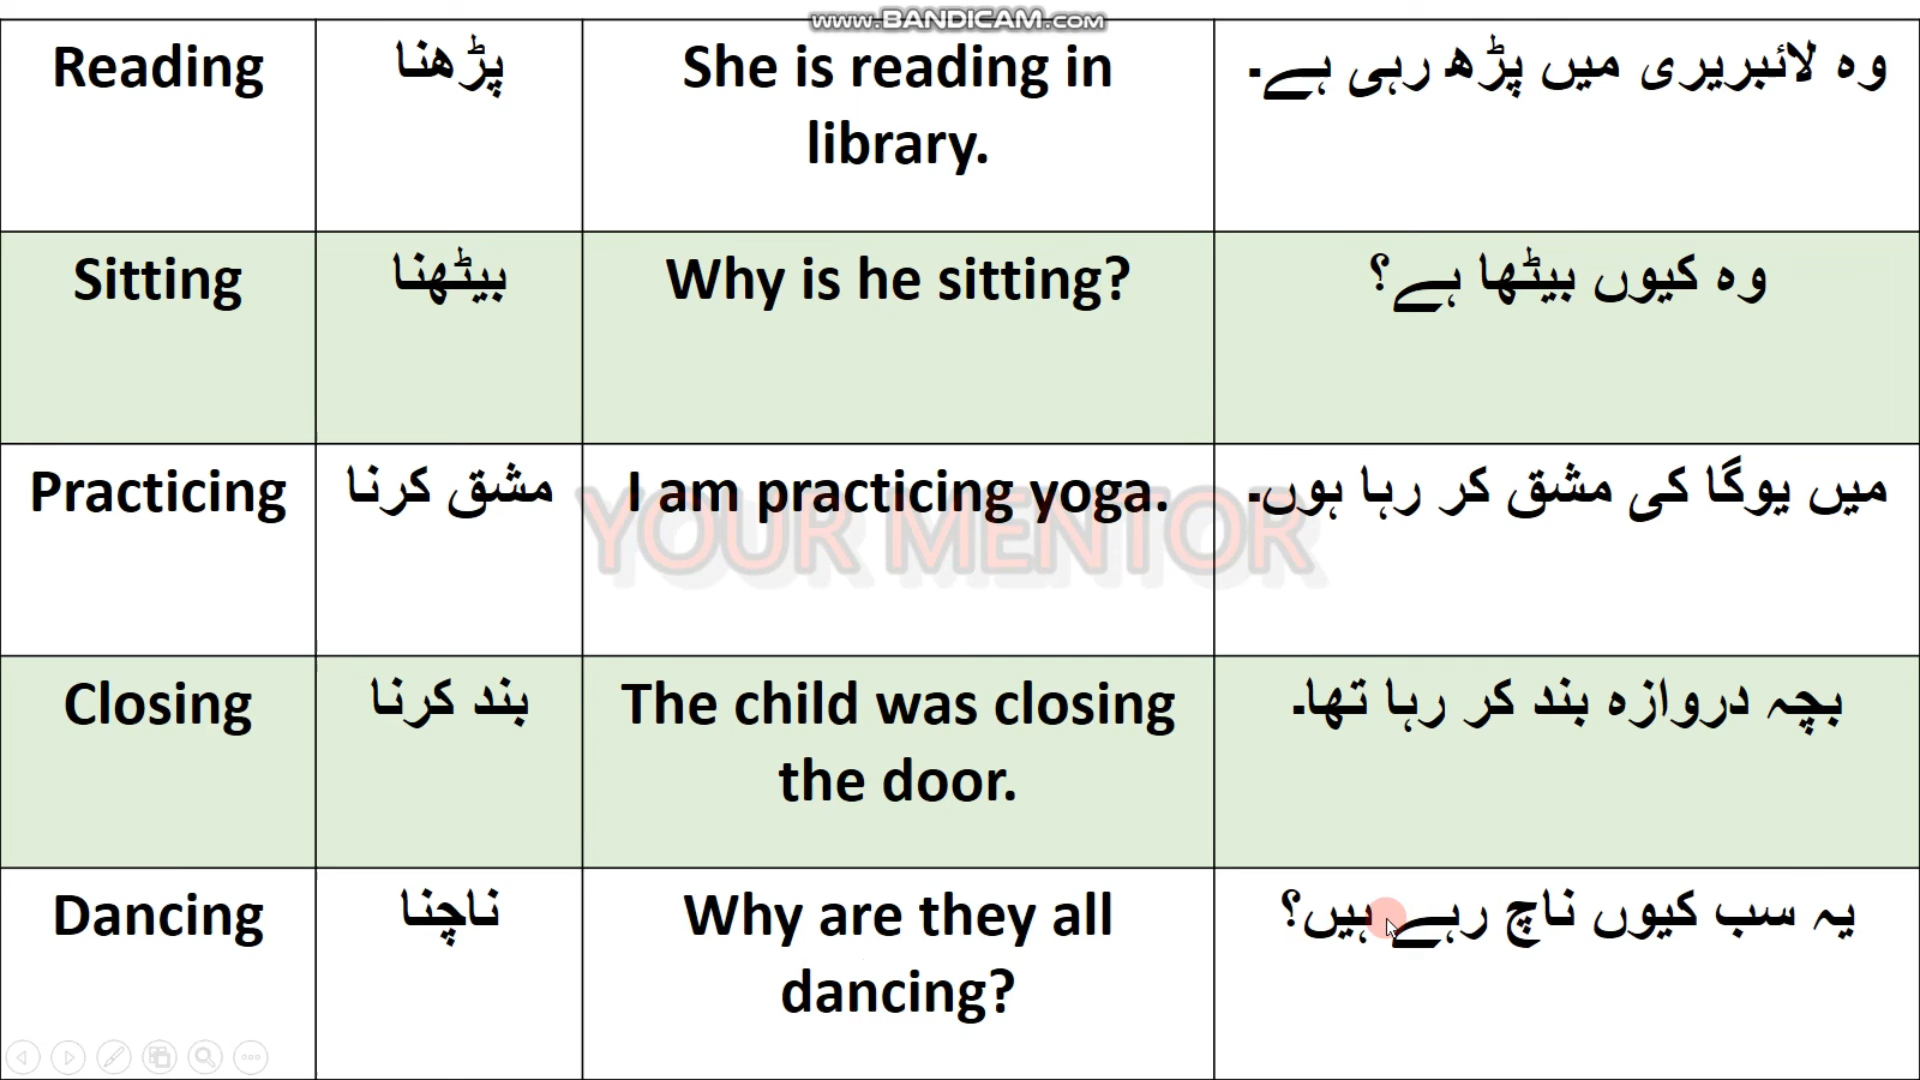 www.BANDICAM.com
Reading
پڑھنا
She is reading in
library.
وہ لائبریری میں پڑھ رہی ہے۔
Sitting
بیٹھنا
Why is he sitting?
وہ کیوں بیٹھا ہے؟
Practicing
مشق کرنا
I am practicing yoga.
میں یوگا کی مشق کر رہا ہوں۔
YOUR MENTOR
Closing
بند کرنا
The child was closing
the door.
بچہ دروازہ بند کر رہا تھا۔
Dancing
ناچنا
Why are they all
dancing?
یہ سب کیوں ناچ رہے ہیں؟